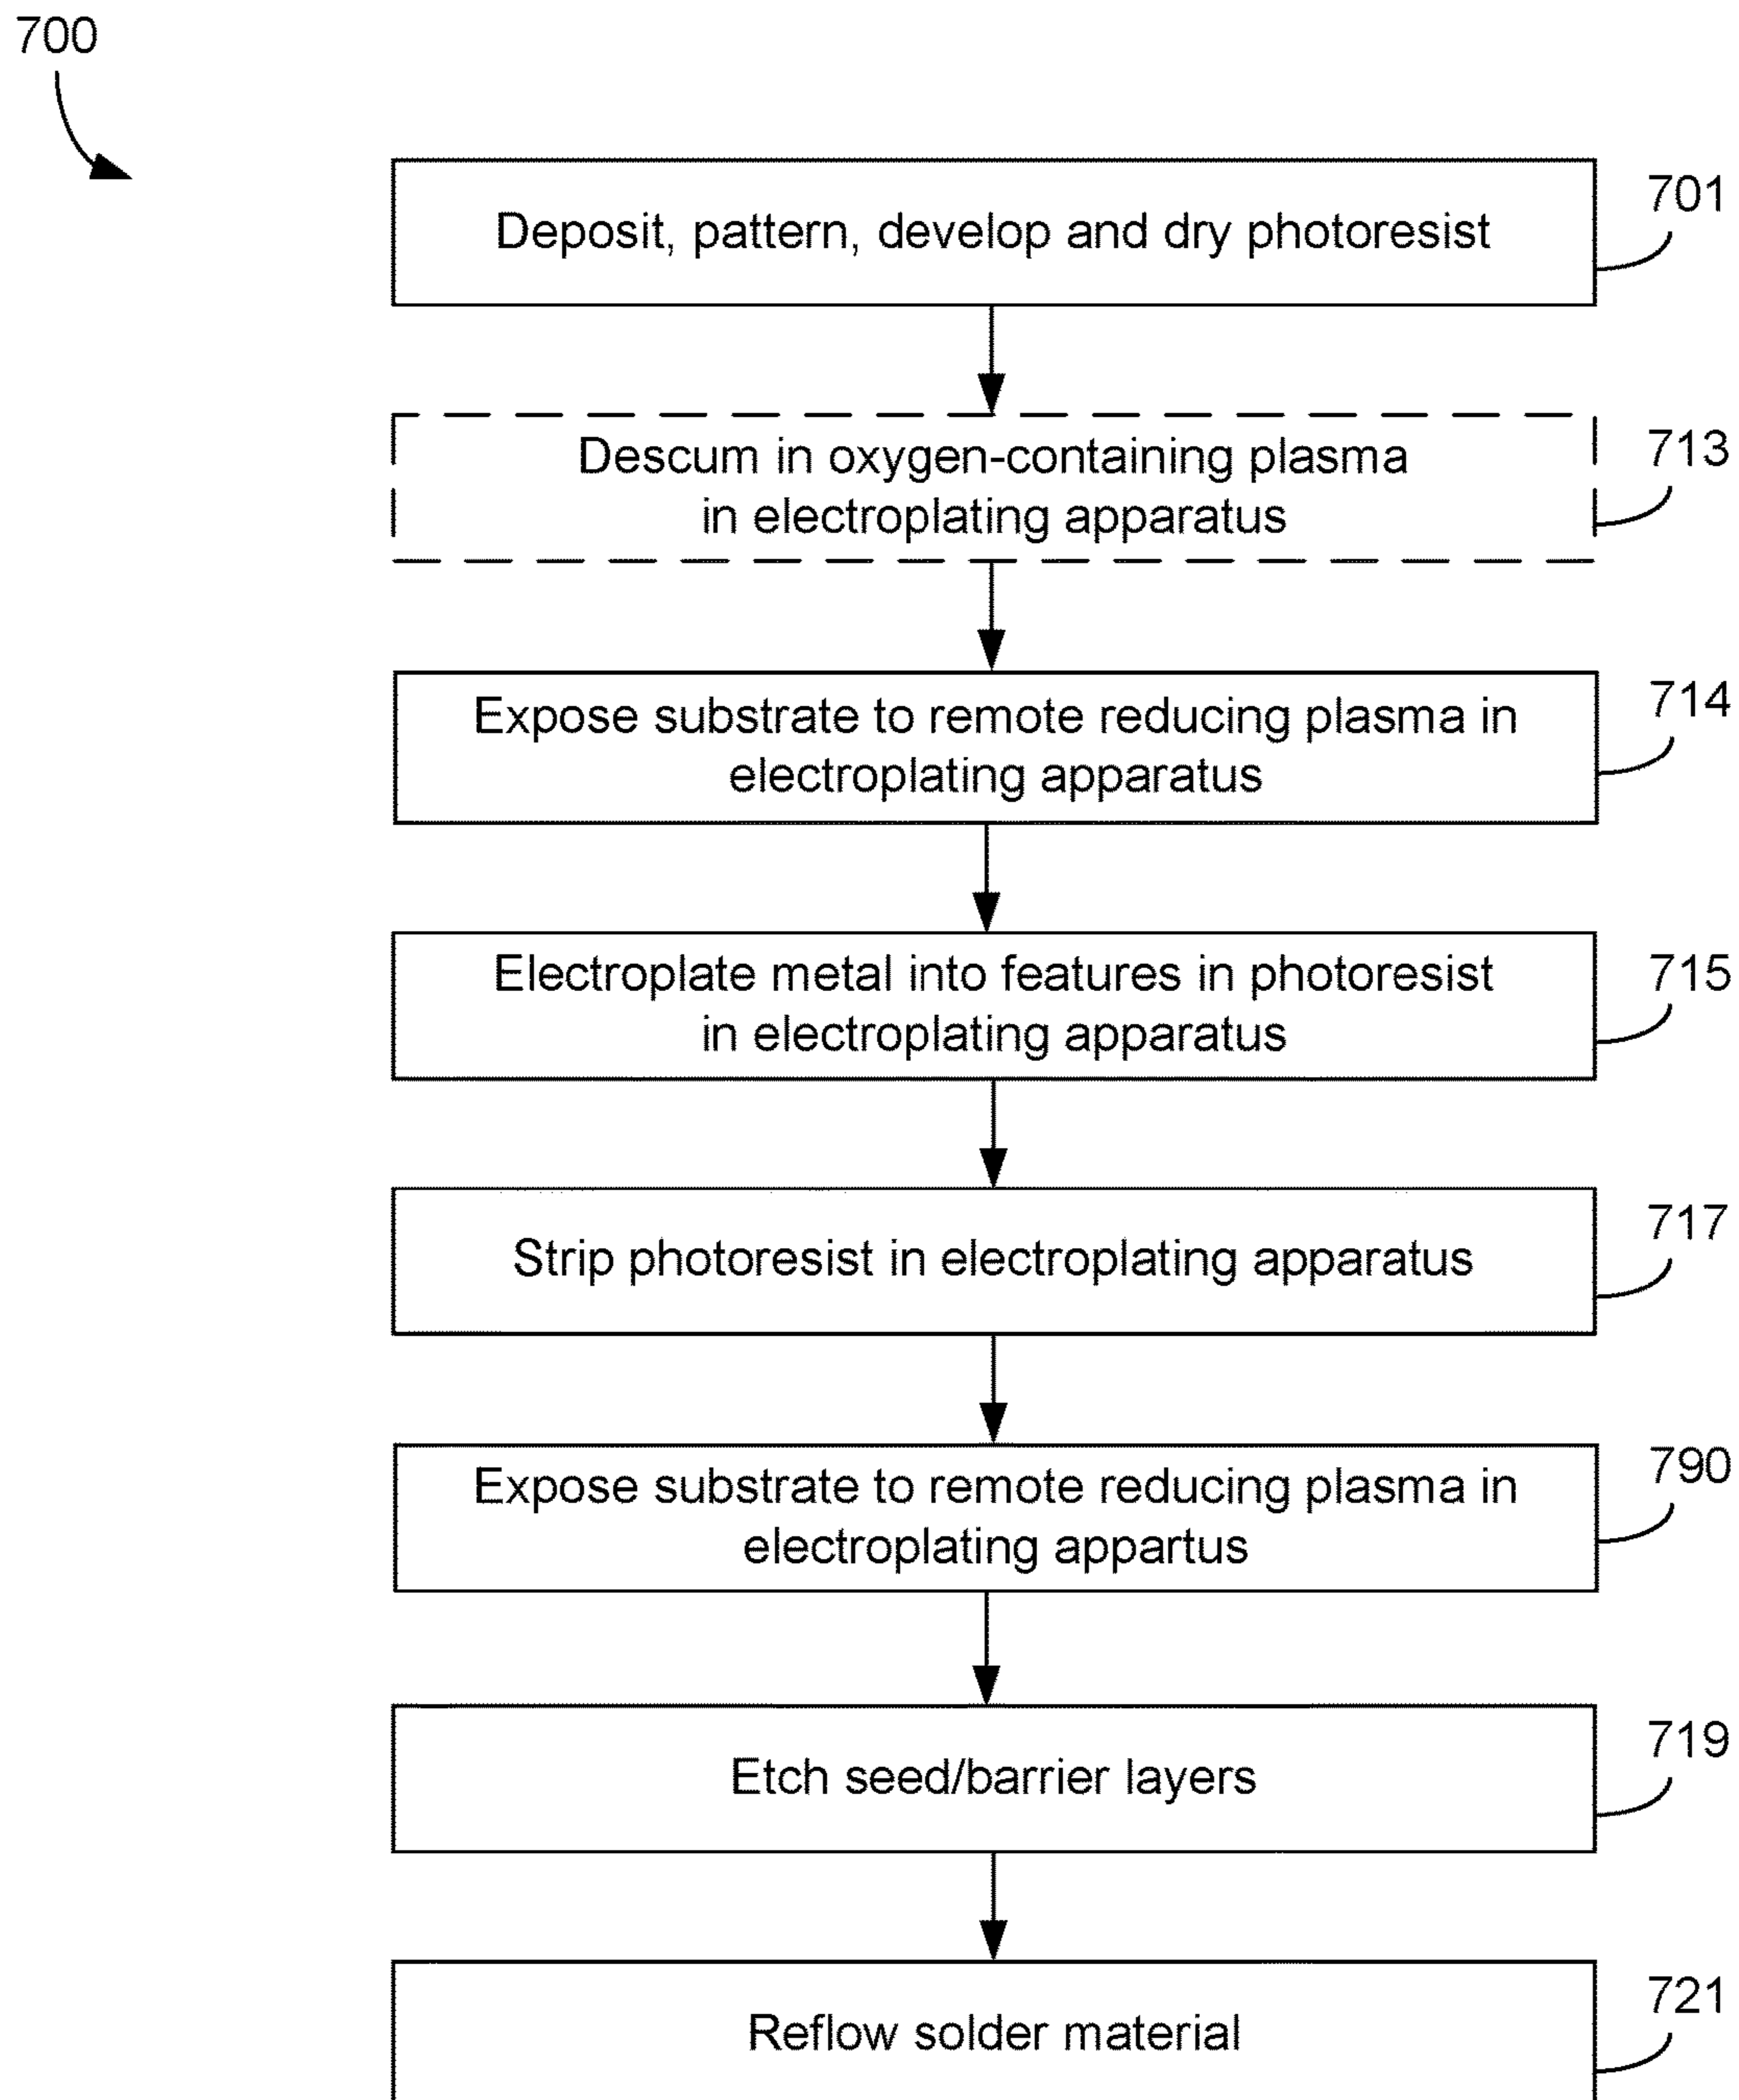 700
Deposit, pattern, develop and dry photoresist
701
Descum in oxygen-containing plasma
in electroplating apparatus
713
Expose substrate to remote reducing plasma in
electroplating apparatus
714
Electroplate metal into features in photoresist
in electroplating apparatus
715
Strip photoresist in electroplating apparatus
717
Expose substrate to remote reducing plasma in
electroplating appartus
790
Etch seed/barrier layers
719
Reflow solder material
721